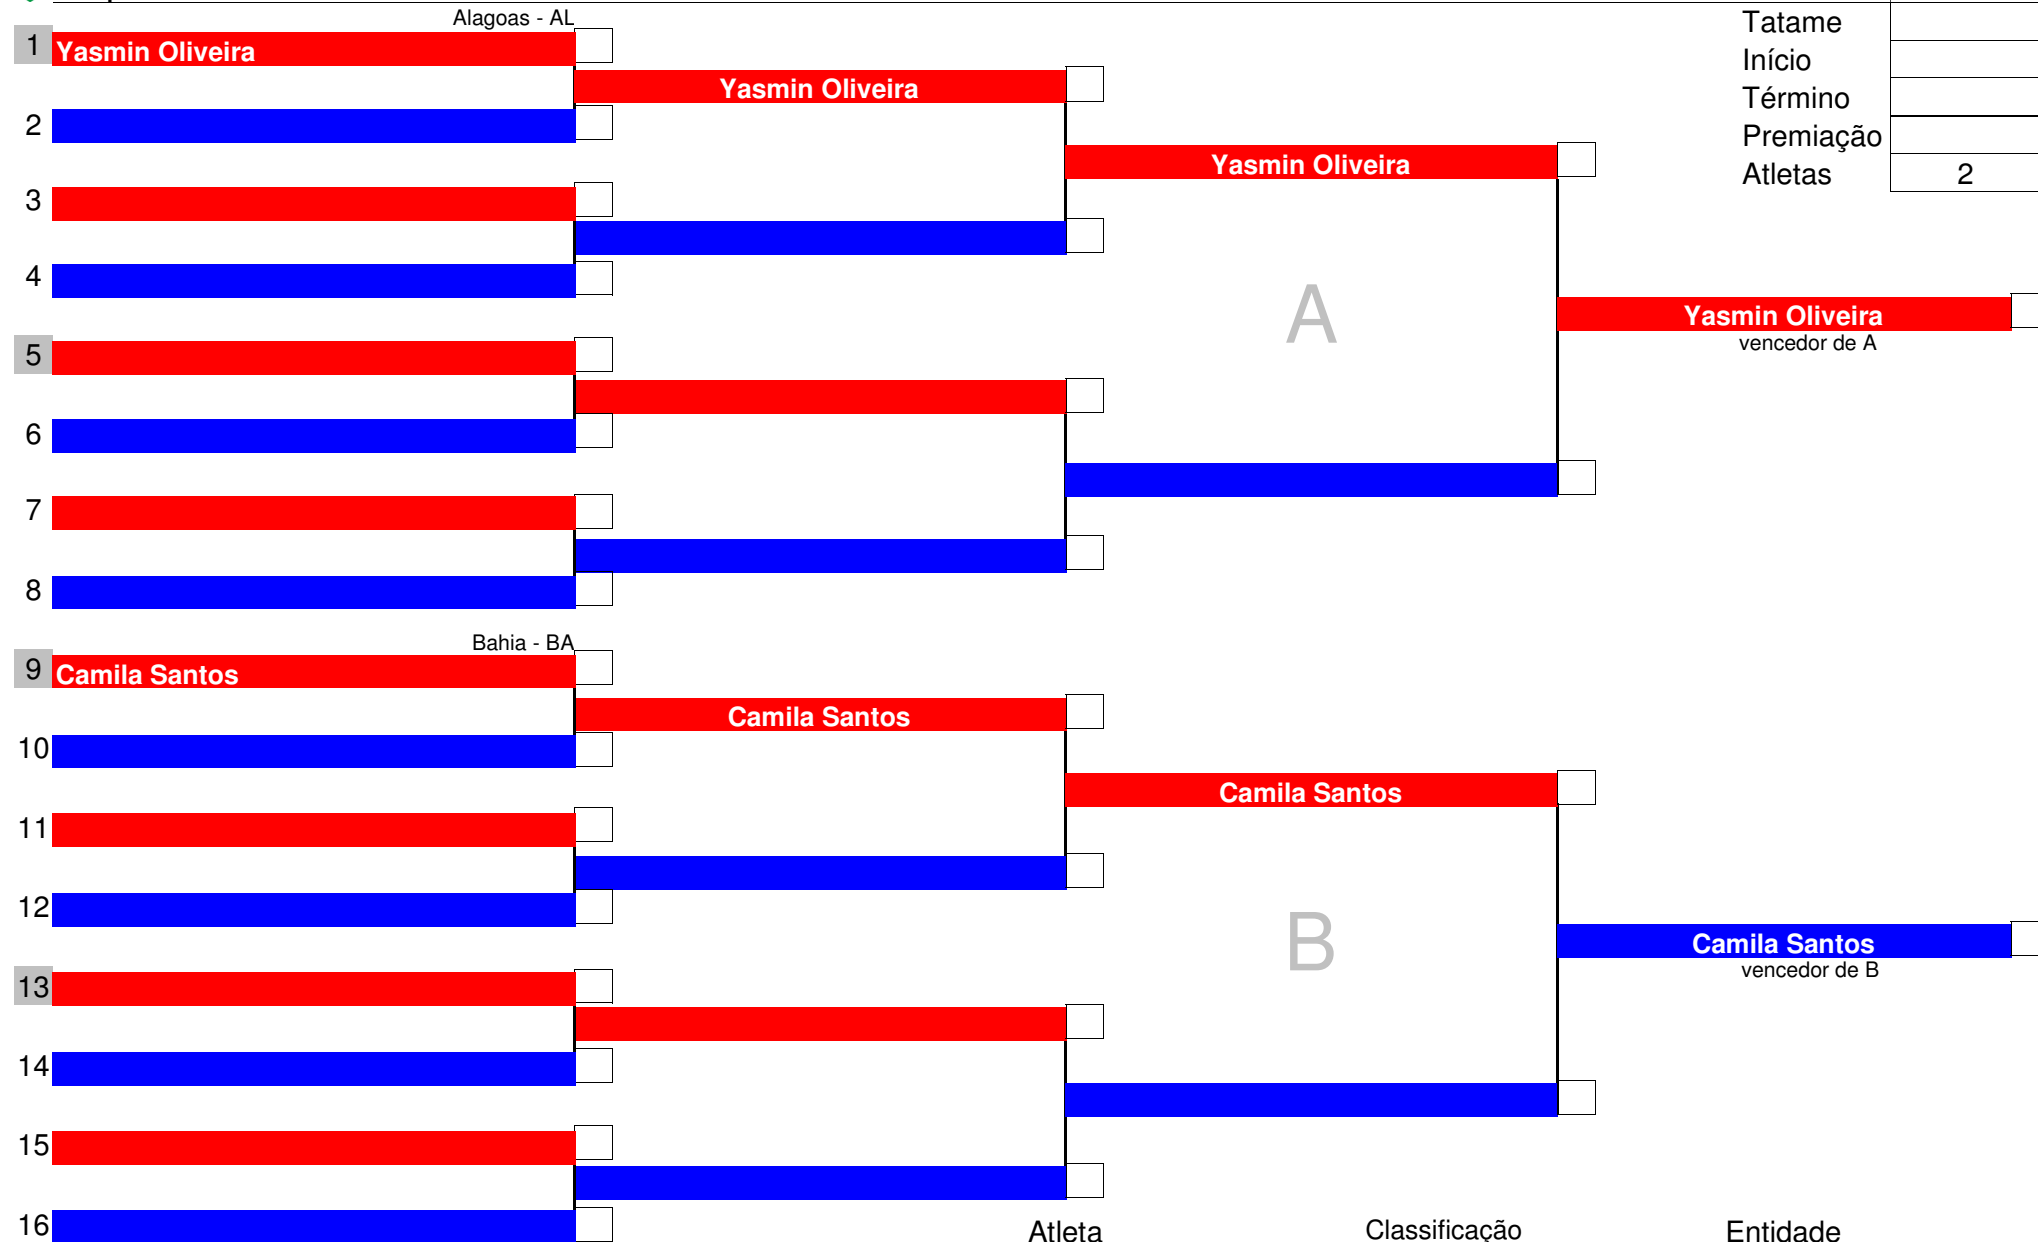 Alagoas - AL
1 Yasmin Oliveira
Yasmin Oliveira
2
Yasmin Oliveira
3
4
A
Yasmin Oliveira
vencedor de A
5
6
7
8
Tatame
Início
Término
Premiação
Atletas 2
Bahia - BA
9 Camila Santos
Camila Santos
10
Camila Santos
11
12
B
Camila Santos
vencedor de B
13
14
15
16
Atleta Classificação Entidade